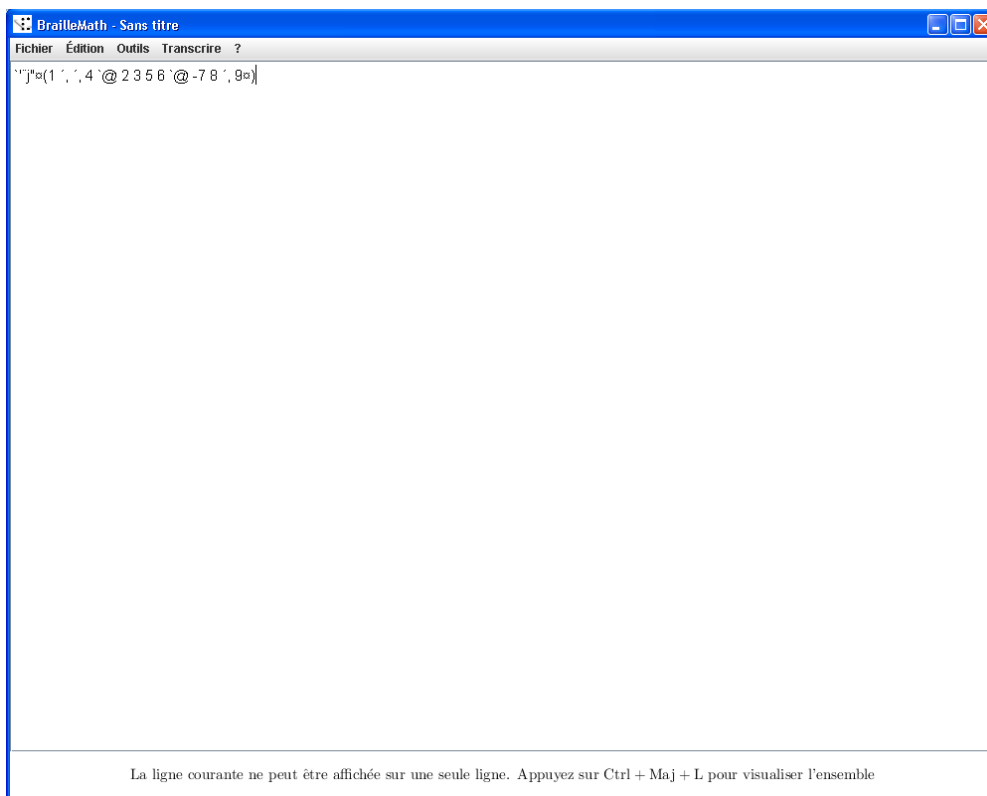 BrailleMath - Sans titre
Fichier Édition Outils Transcrire ?
`'¨j"¤(1 ´, ´, 4 `@ 2 3 5 6 `@ -7 8 ´, 9¤)
La ligne courante ne peut être affichée sur une seule ligne. Appuyez sur Ctrl + Maj + L pour visualiser l'ensemble